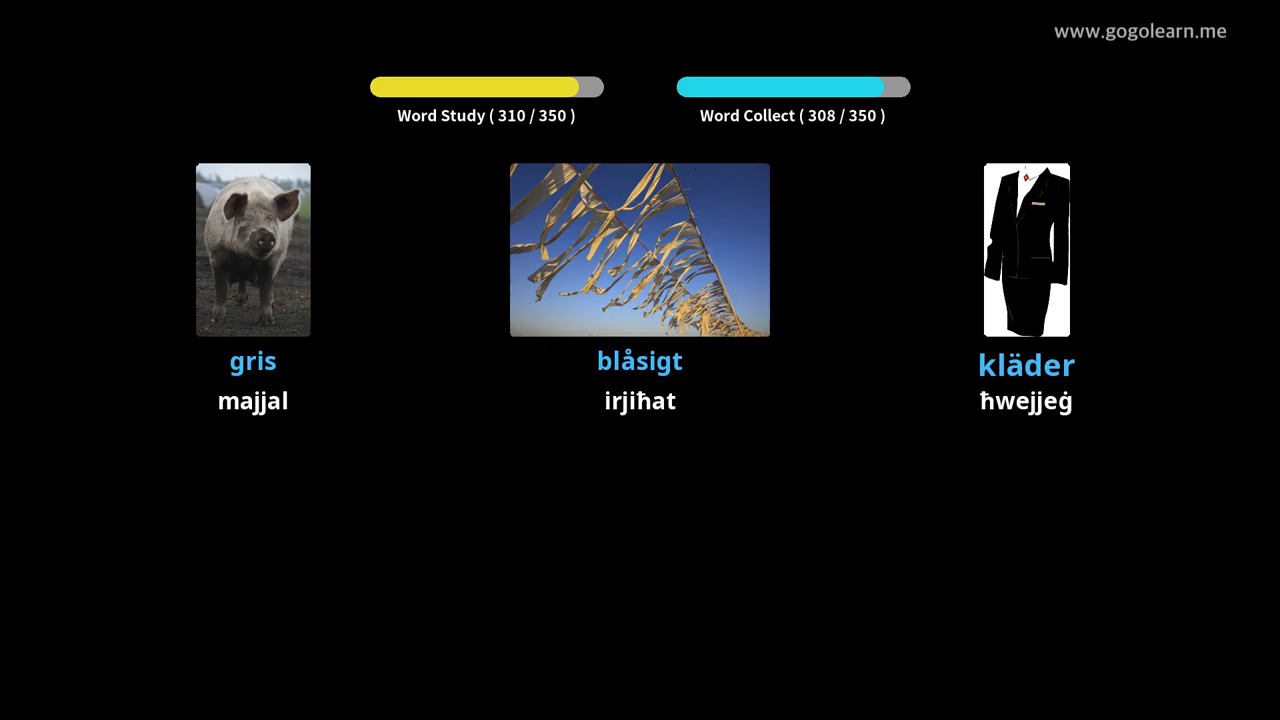 www.gogolearn.me
Word Study ( 310 / 350 )
Word Collect ( 308 / 350 )
gris
majjal
blåsigt
irjiħat
kläder
ħwejjeġ